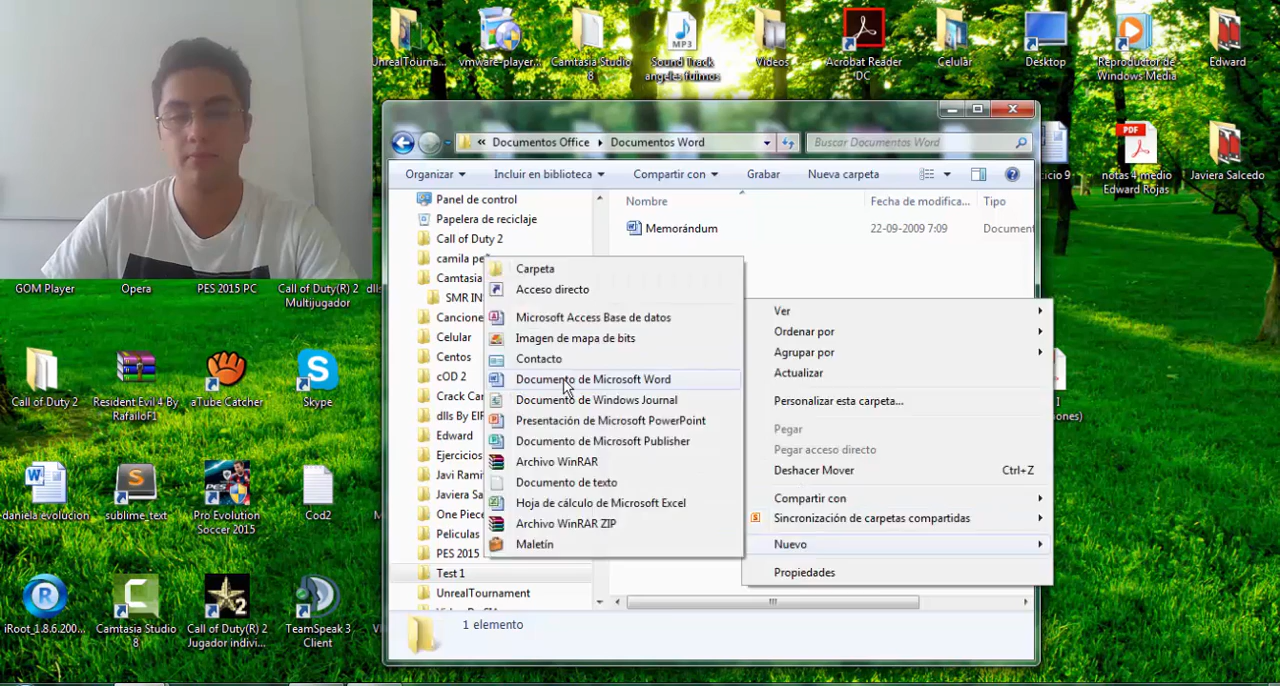 UnrealTourna...
vmware-player...
Camtasia Studio 8
MP3
Sound Track angeles fuimos
Videos
Acrobat Reader DC
Celular
Desktop
Reproductor de Windows Media
Edward
Documentos Office
Documentos Word
Buscar Documentos Word
Organizar
Incluir en biblioteca
Compartir con
Grabar
Nueva carpeta
PDF
notas 4 medio Edward Rojas
Javiera Salcedo
Panel de control
Papelera de reciclaje
Call of Duty 2
Camtasia
SMR IN
Cancione
Celular
Centos
cOD 2
Crack Ca
dlls By
Edward
Ejercicios
Javi Rami
Javiera Sa
One Piece
Peliculas
PES 2015
Test 1
UnrealTournament
Nombre
Fecha de modifica...
Tipo
Memorándum
22-09-2009 7:09
Document
Carpeta
Acceso directo
Microsoft Access Base de datos
Imagen de mapa de bits
Contacto
Documento de Microsoft Word
Documento de Windows Journal
Presentación de Microsoft PowerPoint
Documento de Microsoft Publisher
Archivo WinRAR
Documento de texto
Hoja de cálculo de Microsoft Excel
Archivo WinRAR ZIP
Maletín
Ver
Ordenar por
Agrupar por
Actualizar
Personalizar esta carpeta...
Pegar
Pegar acceso directo
Deshacer Mover Ctrl+Z
Compartir con
Sincronización de carpetas compartidas
Nuevo
Propiedades
1 elemento
GOM Player
Opera
PES 2015 PC
Call of Duty(R) 2 Multijugador
Call of Duty 2
Resident Evil 4 By. RafailoF1
aTube Catcher
Skype
daniela evolucion
sublime_text
Pro Evolution Soccer 2015
Cod2
iRoot_1.8.6.200...
Camtasia Studio 8
Call of Duty(R) 2 Jugador indivi...
TeamSpeak 3 Client